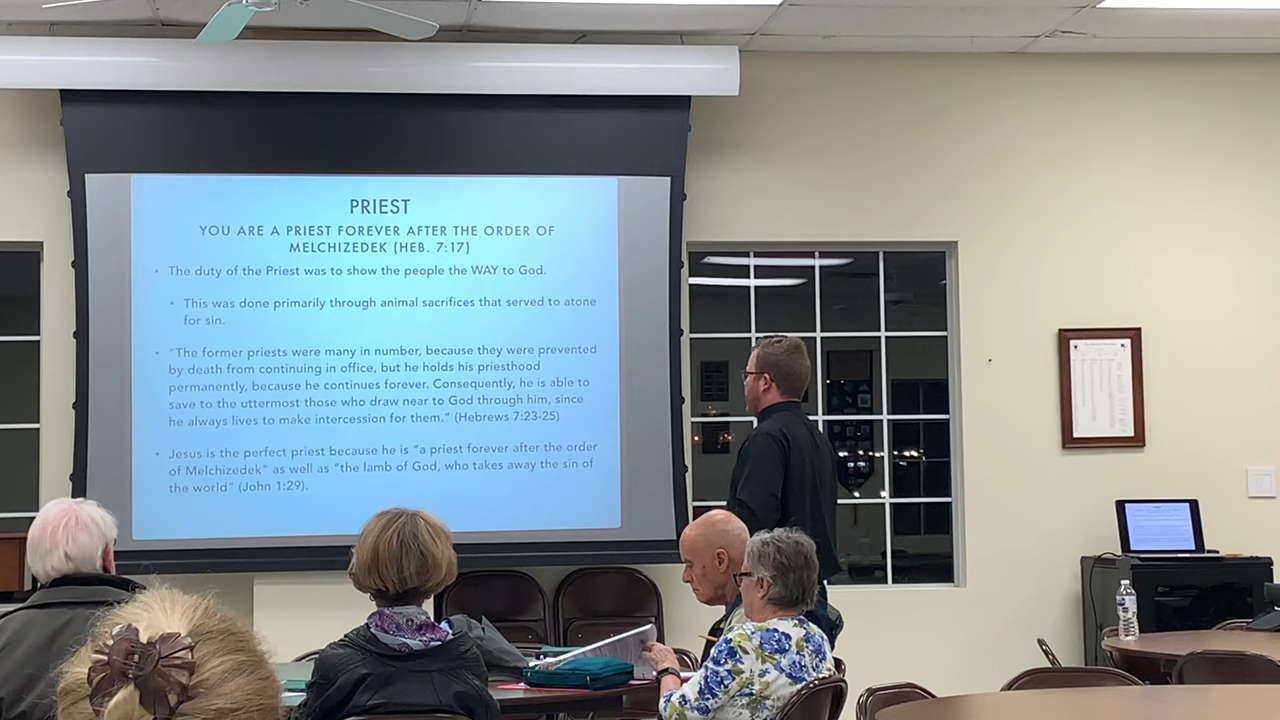 PRIEST
YOU ARE A PRIEST FOREVER AFTER THE ORDER OF
MELCHIZEDEK (HEB. 7:17)
• The duty of the Priest was to show the people the WAY to God.
• This was done primarily through animal sacrifices that served to atone
for sin.
• "The former priests were many in number, because they were prevented
by death from continuing in office, but he holds his priesthood
permanently, because he continues forever. Consequently, he is able to
save to the uttermost those who draw near to God through him, since
he always lives to make intercession for them." (Hebrews 7:23-25)
• Jesus is the perfect priest because he is "a priest forever after the order
of Melchizedek" as well as "the lamb of God, who takes away the sin of
the world" (John 1:29).